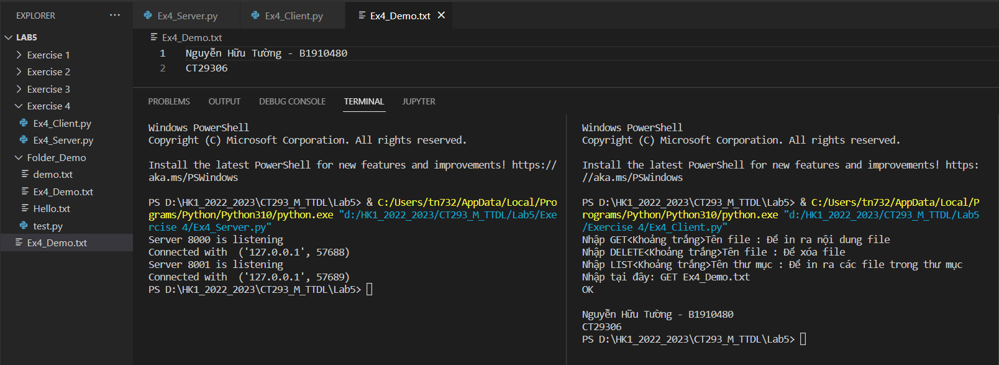 EXPLORER
LAB5
Exercise 1
Exercise 2
Exercise 3
Exercise 4
Ex4_Client.py
Ex4_Server.py
Folder_Demo
demo.txt
Ex4_Demo.txt
Hello.txt
test.py
Ex4_Demo.txt
Ex4_Server.py Ex4_Client.py Ex4_Demo.txt
Ex4_Demo.txt
1 Nguyễn Hữu Tường - B1910480
2 CT29306
PROBLEMS OUTPUT DEBUG CONSOLE TERMINAL JUPYTER
Windows PowerShell
Copyright (C) Microsoft Corporation. All rights reserved.
Install the latest PowerShell for new features and improvements! https://
aka.ms/PSWindows
PS D:\HK1_2022_2023\CT293_M_TTDL\Lab5> & C:/Users/tn732/AppData/Local/Pro
grams/Python/Python310/python.exe "d:/HK1_2022_2023/CT293_M_TTDL/Lab5/Exe
rcise 4/Ex4_Server.py"
Server 8000 is listening
Connected with  ('127.0.0.1', 57688)
Server 8001 is listening
Connected with  ('127.0.0.1', 57689)
PS D:\HK1_2022_2023\CT293_M_TTDL\Lab5>
Windows PowerShell
Copyright (C) Microsoft Corporation. All rights reserved.
Install the latest PowerShell for new features and improvements! https:
//aka.ms/PSWindows
PS D:\HK1_2022_2023\CT293_M_TTDL\Lab5> & C:/Users/tn732/AppData/Local/P
rograms/Python/Python310/python.exe "d:/HK1_2022_2023/CT293_M_TTDL/Lab5
/Exercise 4/Ex4_Client.py"
Nhập GET<Khoảng trắng>Tên file : Để in ra nội dung file
Nhập DELETE<Khoảng trắng>Tên file : Để xóa file
Nhập LIST<Khoảng trắng>Tên thư mục : Để in ra các file trong thư mục
Nhập tại đây: GET Ex4_Demo.txt
OK
Nguyễn Hữu Tường - B1910480
CT29306
PS D:\HK1_2022_2023\CT293_M_TTDL\Lab5>